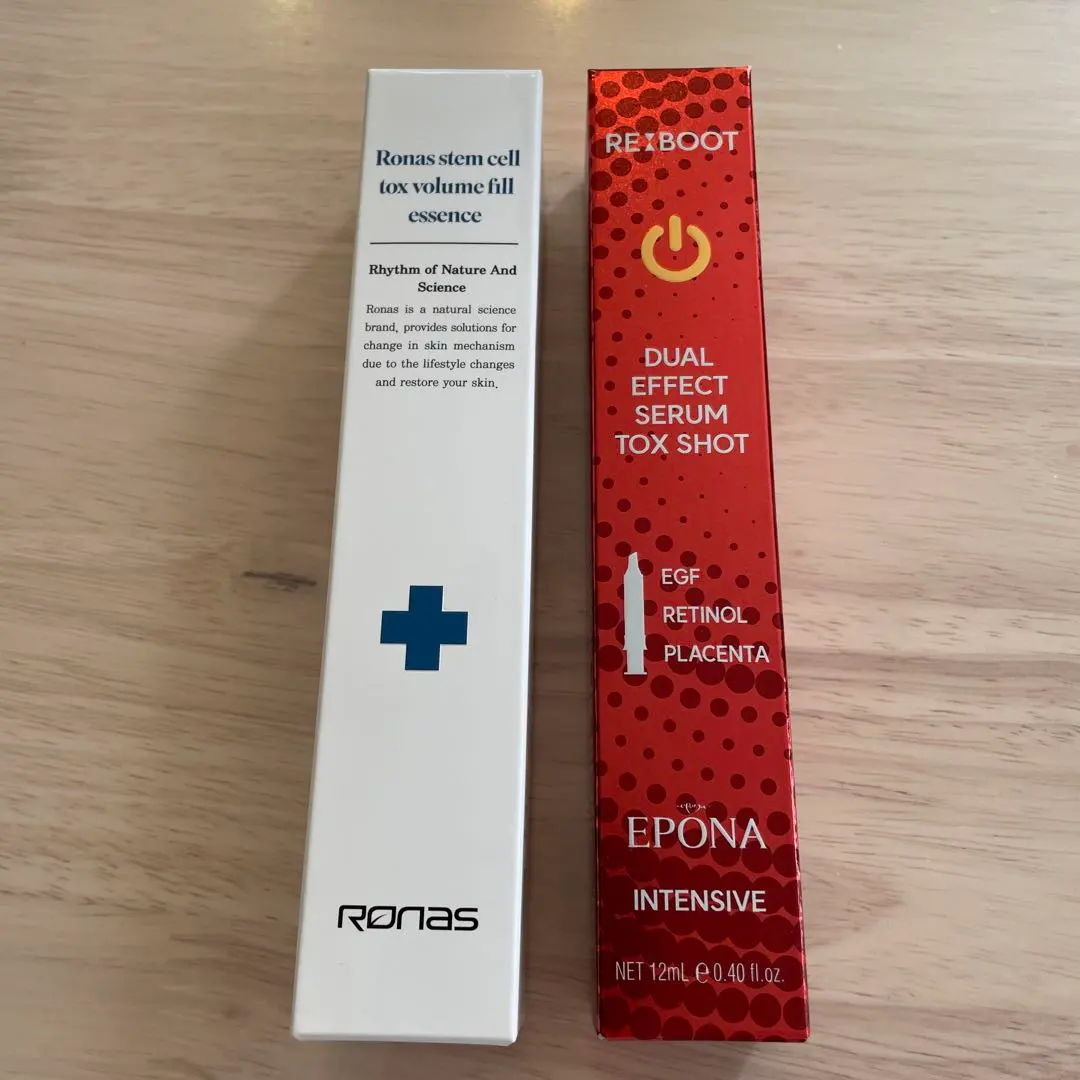 Ronas stem cell
tox volume fill
essence
Rhythm of Nature And
Science
Ronas is a natural science
brand, provides solutions for
change in skin mechanism
due to the lifestyle changes
and restore your skin.
RONAS
RE:BOOT
DUAL
EFFECT
SERUM
TOX SHOT
EGF
RETINOL
PLACENTA
EPONA
INTENSIVE
NET 12mL ℮ 0.40 fl.oz.